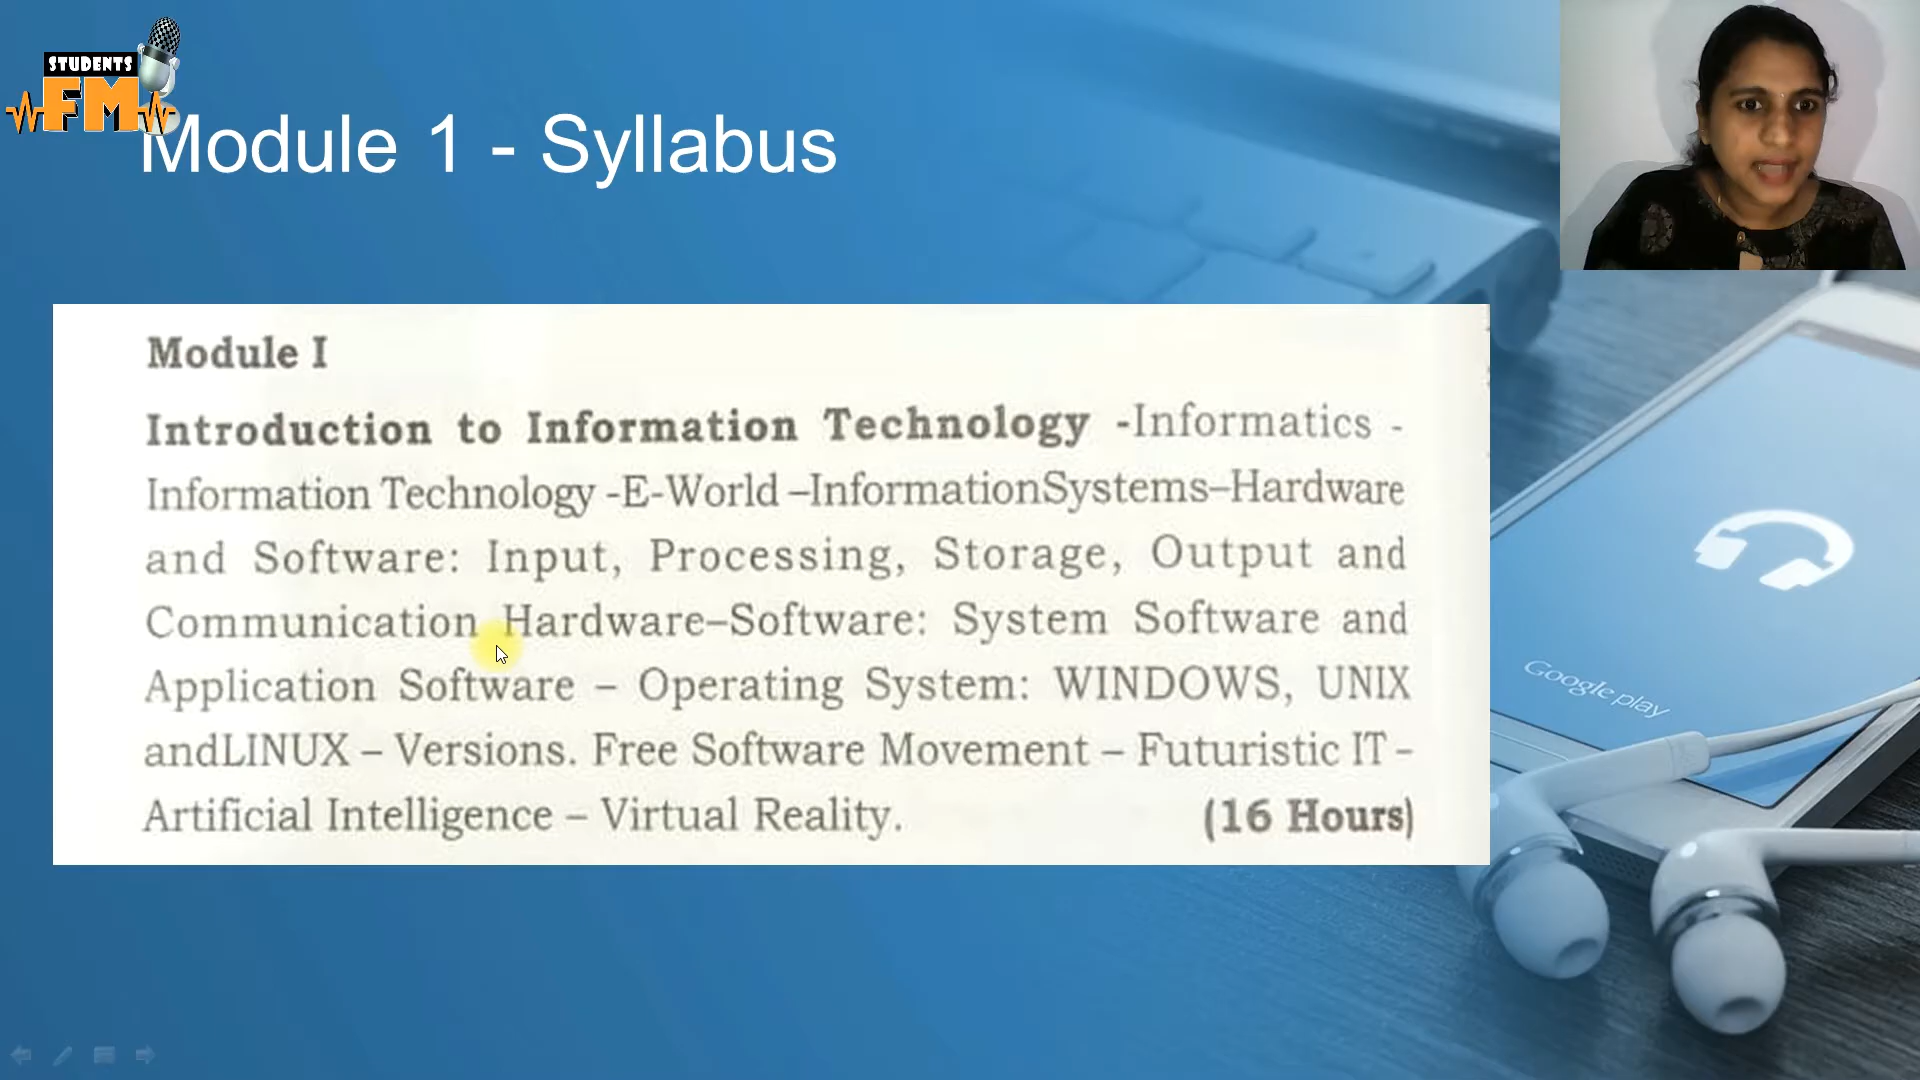 STUDENTS
FM
Module 1 - Syllabus
Module I
Introduction to Information Technology -Informatics -
Information Technology -E-World –InformationSystems–Hardware
and Software: Input, Processing, Storage, Output and
Communication Hardware–Software: System Software and
Application Software – Operating System: WINDOWS, UNIX
andLINUX – Versions. Free Software Movement – Futuristic IT –
Artificial Intelligence – Virtual Reality. (16 Hours)
Google play